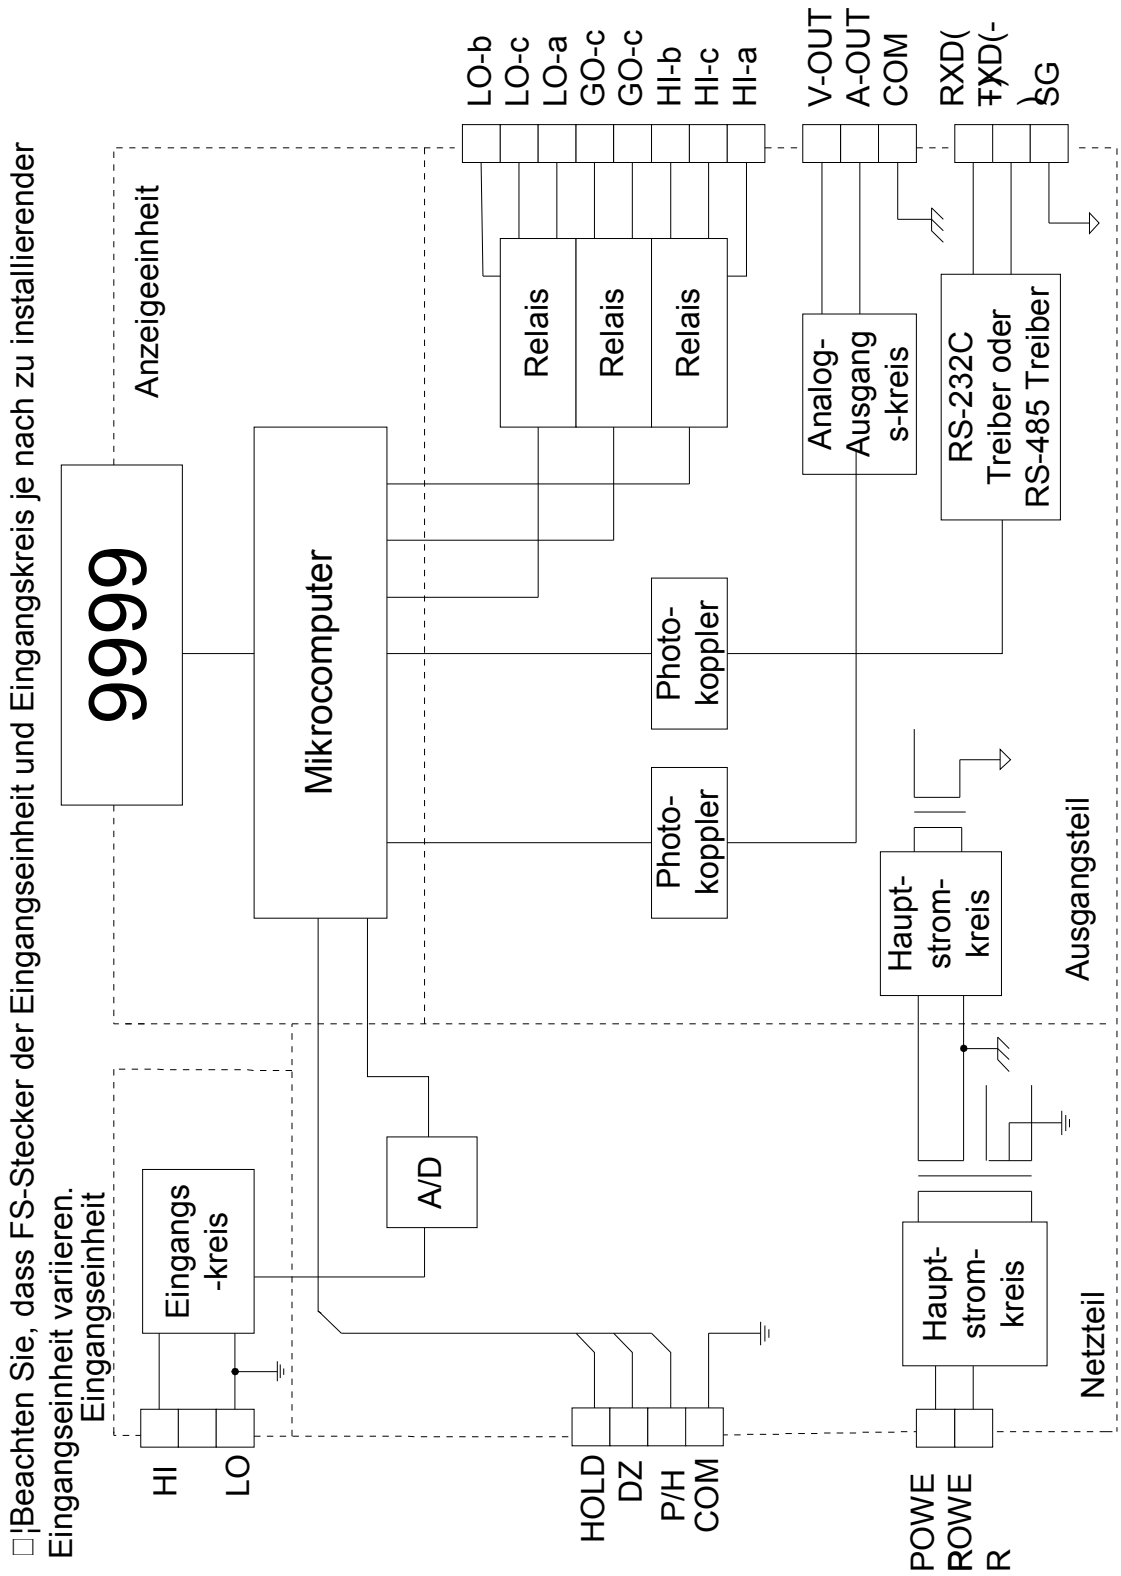 □¦Beachten Sie, dass FS-Stecker der Eingangseinheit und Eingangskreis je nach zu installierender
Eingangseinheit variieren.
Eingangseinheit
HI
LO
Eingangs
-kreis
A/D
9999
Anzeigeeinheit
Mikrocomputer
Photo-
koppler
Photo-
koppler
Relais
Relais
Relais
LO-b
LO-c
LO-a
GO-c
GO-c
HI-b
HI-c
HI-a
Analog-
Ausgang
s-kreis
V-OUT
A-OUT
COM
RS-232C
Treiber oder
RS-485 Treiber
RXD(
+)
TXD(-
)
SG
HOLD
DZ
P/H
COM
POWE
R
POWE
R
Haupt-
strom-
kreis
Netzteil
Haupt-
strom-
kreis
Ausgangsteil